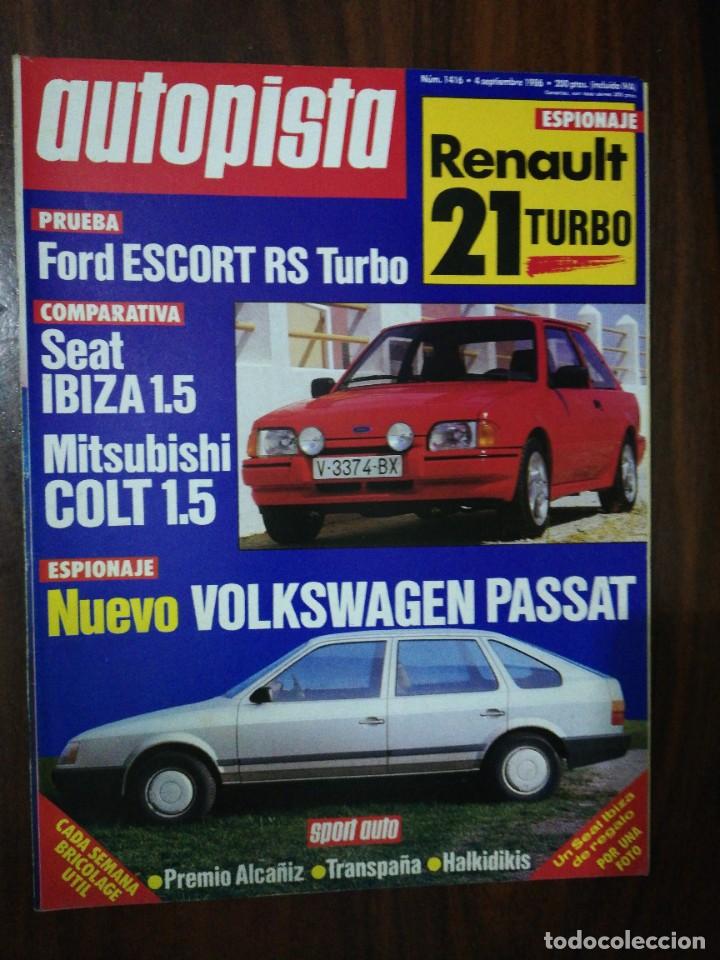 autopista
Núm. 1416 • 4 septiembre 1986 • 200 ptas. (incluido IVA)
ESPIONAJE
Renault
21 TURBO
PRUEBA
Ford ESCORT RS Turbo
COMPARATIVA
Seat
IBIZA 1.5
Mitsubishi
COLT 1.5
V-3374-BX
ESPIONAJE
Nuevo VOLKSWAGEN PASSAT
sport auto
•Premio Alcañiz •Transpaña •Halkidikis
CADA SEMANA
BRICOLAGE
UTIL
Un Seat Ibiza
de regalo
POR UNA
FOTO
todocoleccion.net